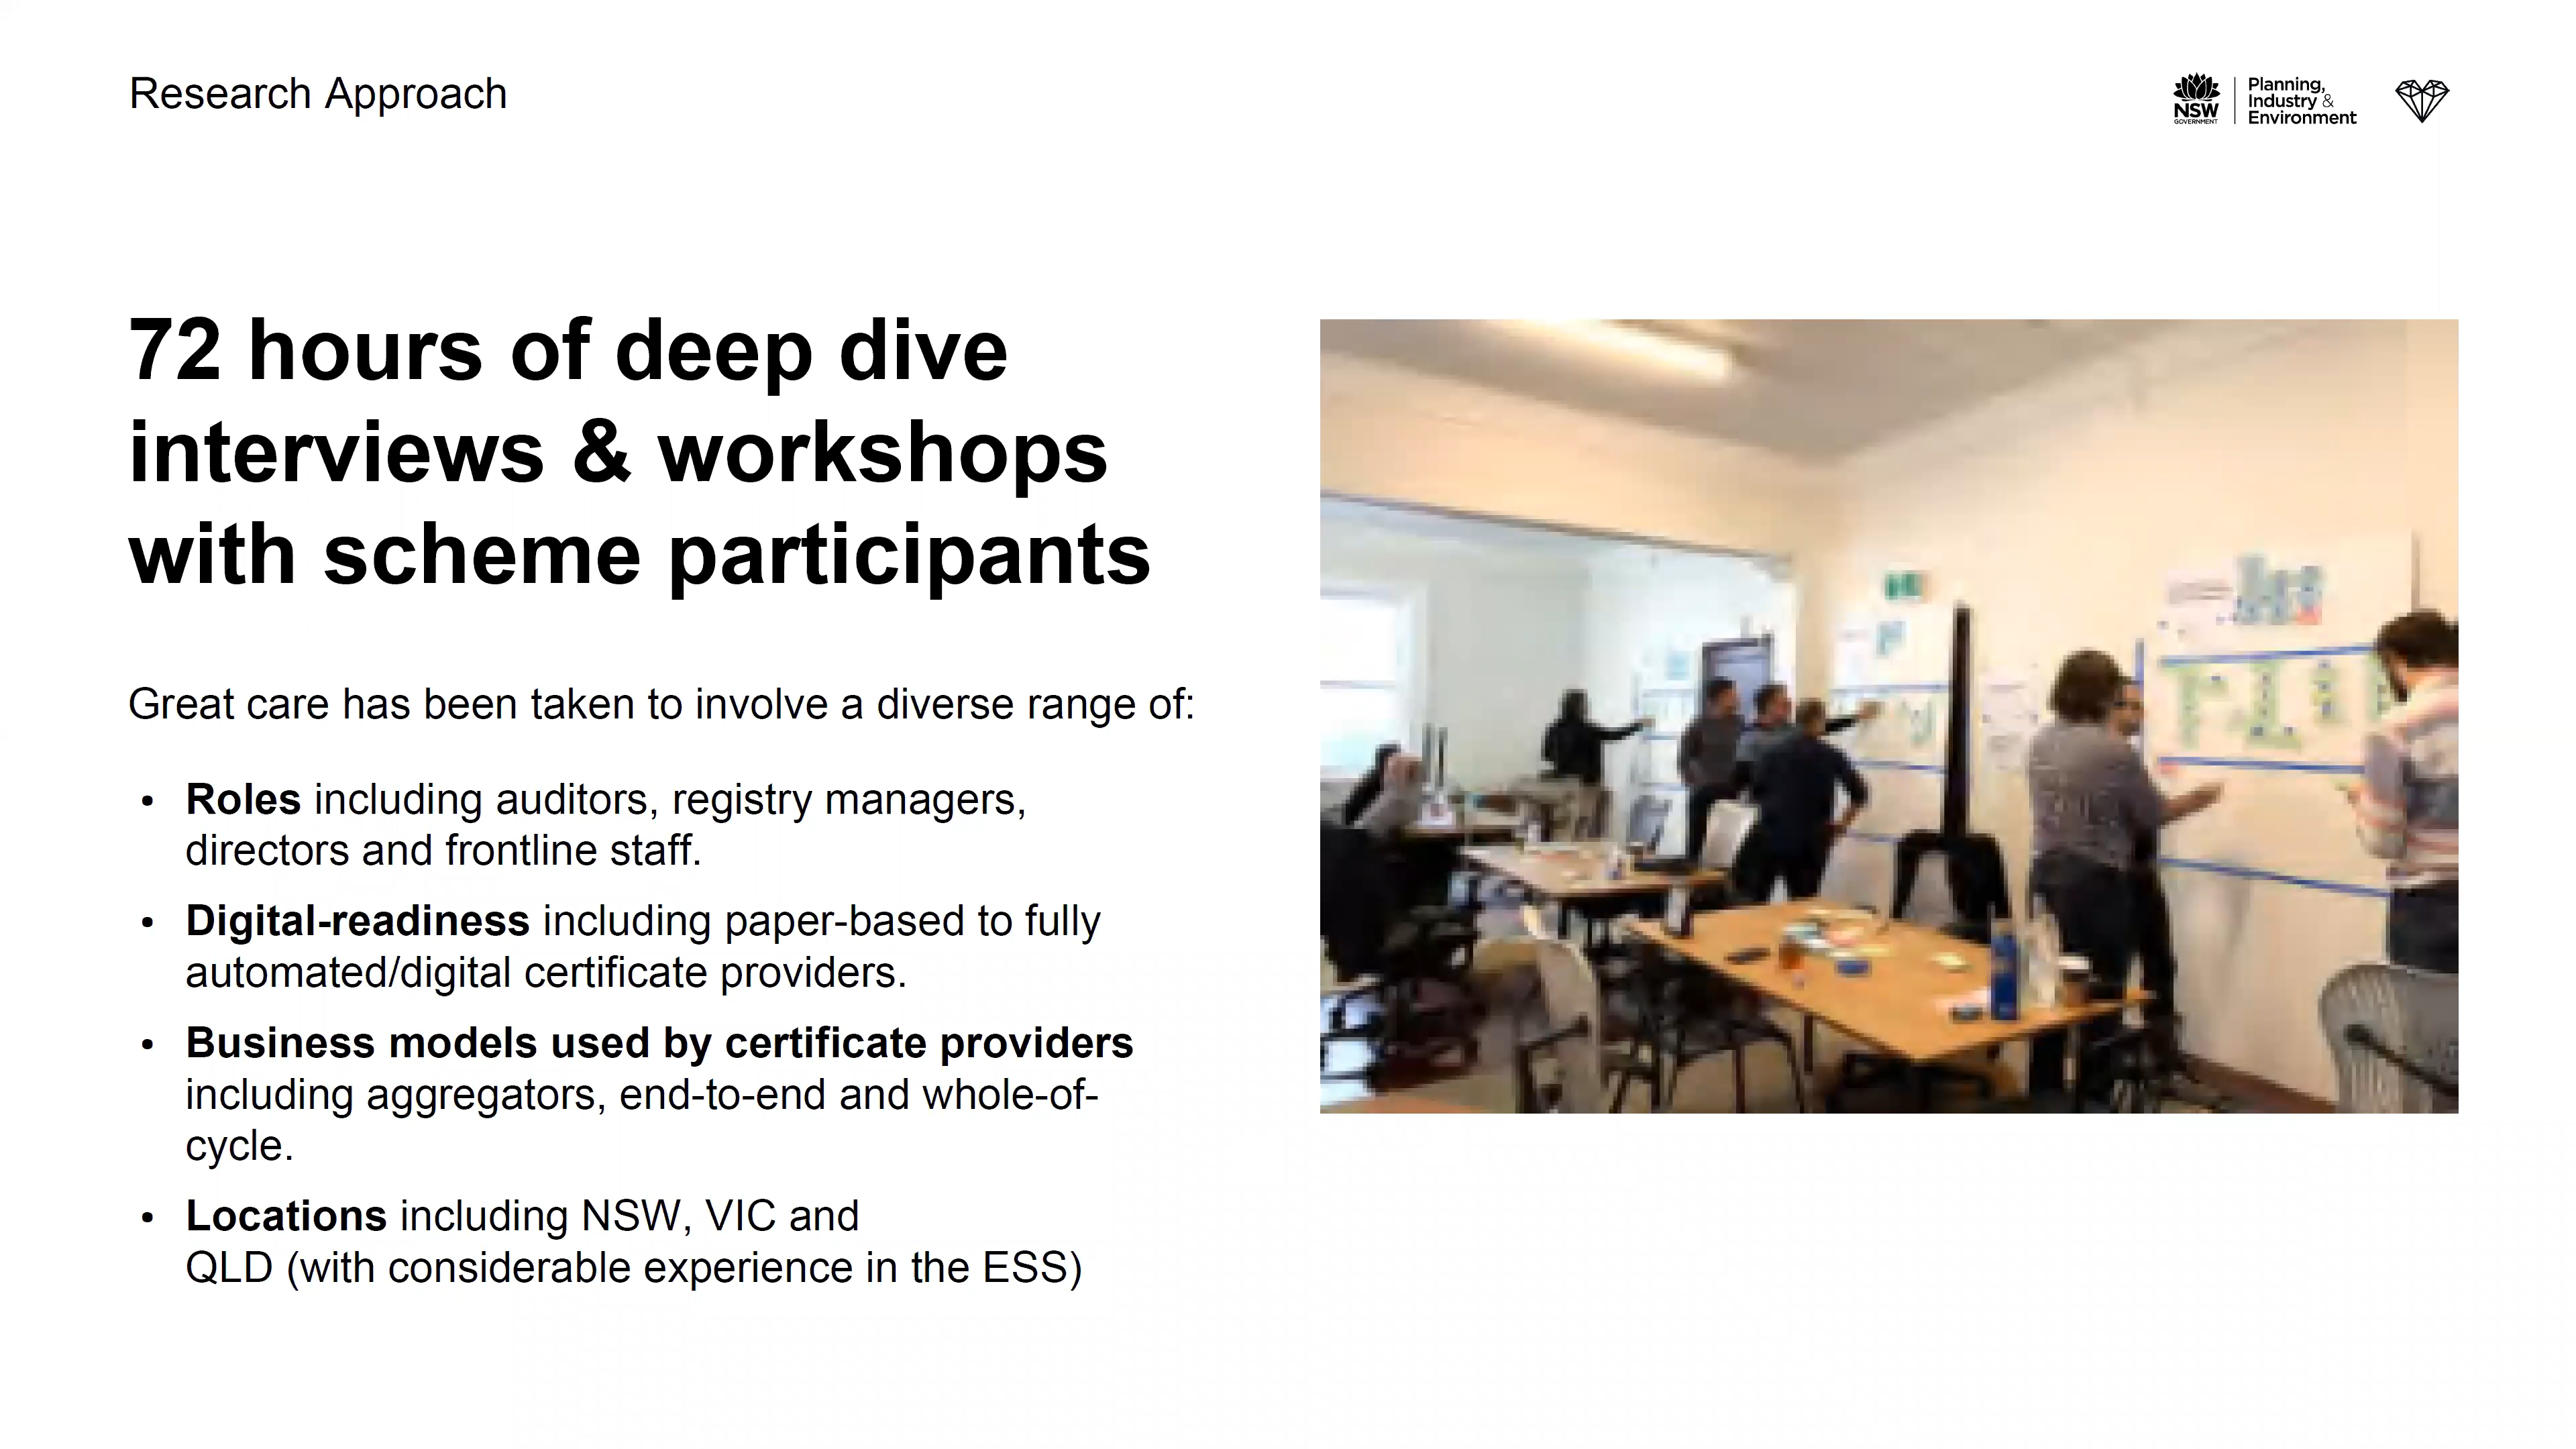 Research Approach
NSW
GOVERNMENT
Planning,
Industry &
Environment
72 hours of deep dive
interviews & workshops
with scheme participants
Great care has been taken to involve a diverse range of:
• Roles including auditors, registry managers,
directors and frontline staff.
• Digital-readiness including paper-based to fully
automated/digital certificate providers.
• Business models used by certificate providers
including aggregators, end-to-end and whole-of-
cycle.
• Locations including NSW, VIC and
QLD (with considerable experience in the ESS)